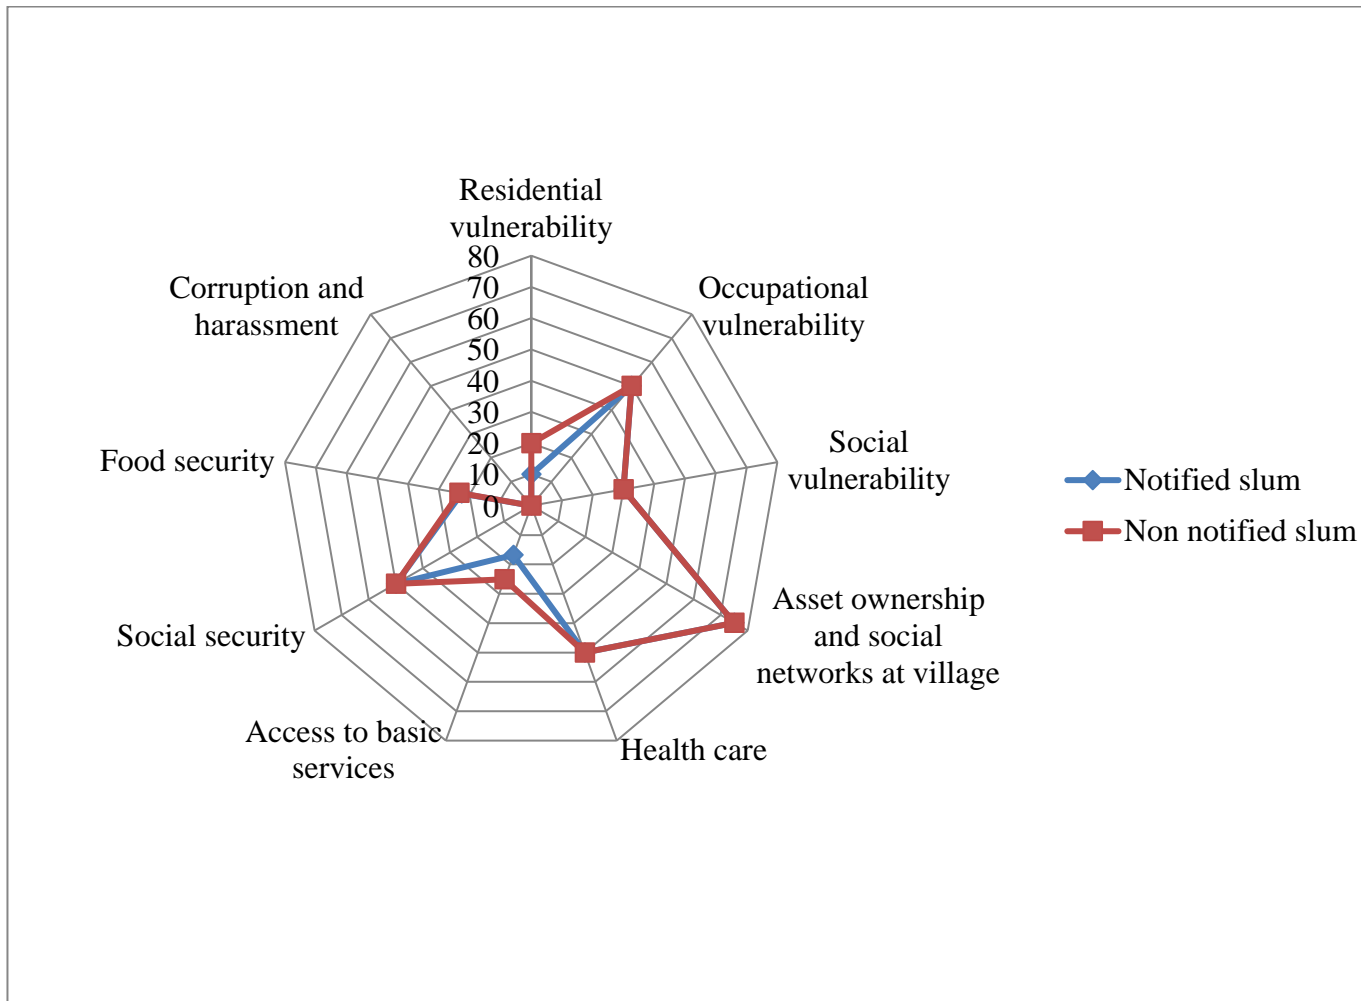 Residential
vulnerability
80
70
60
50
40
30
20
10
0
Occupational
vulnerability
Social
vulnerability
Asset ownership
and social
networks at village
Health care
Access to basic
services
Social security
Food security
Corruption and
harassment
Notified slum
Non notified slum